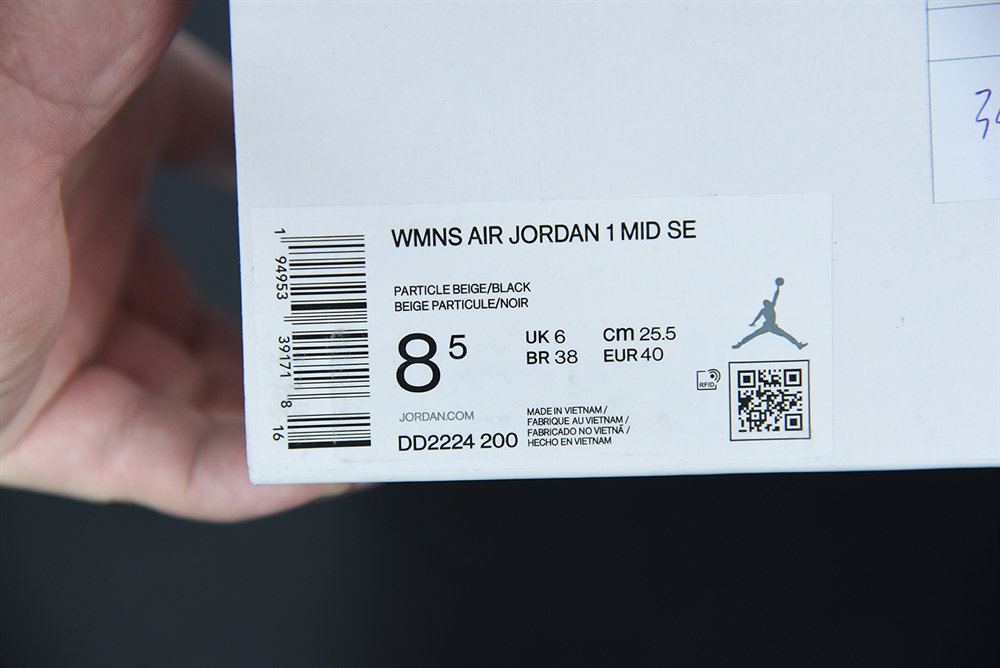 WMNS AIR JORDAN 1 MID SE
PARTICLE BEIGE/BLACK
BEIGE PARTICULE/NOIR
8 5
UK 6 cm 25.5
BR 38 EUR 40
RFID
JORDAN.COM
DD2224 200
MADE IN VIETNAM /
FABRIQUE AU VIETNAM /
FABRICADO NO VIETNÃ /
HECHO EN VIETNAM
1 94953 39171 8 16